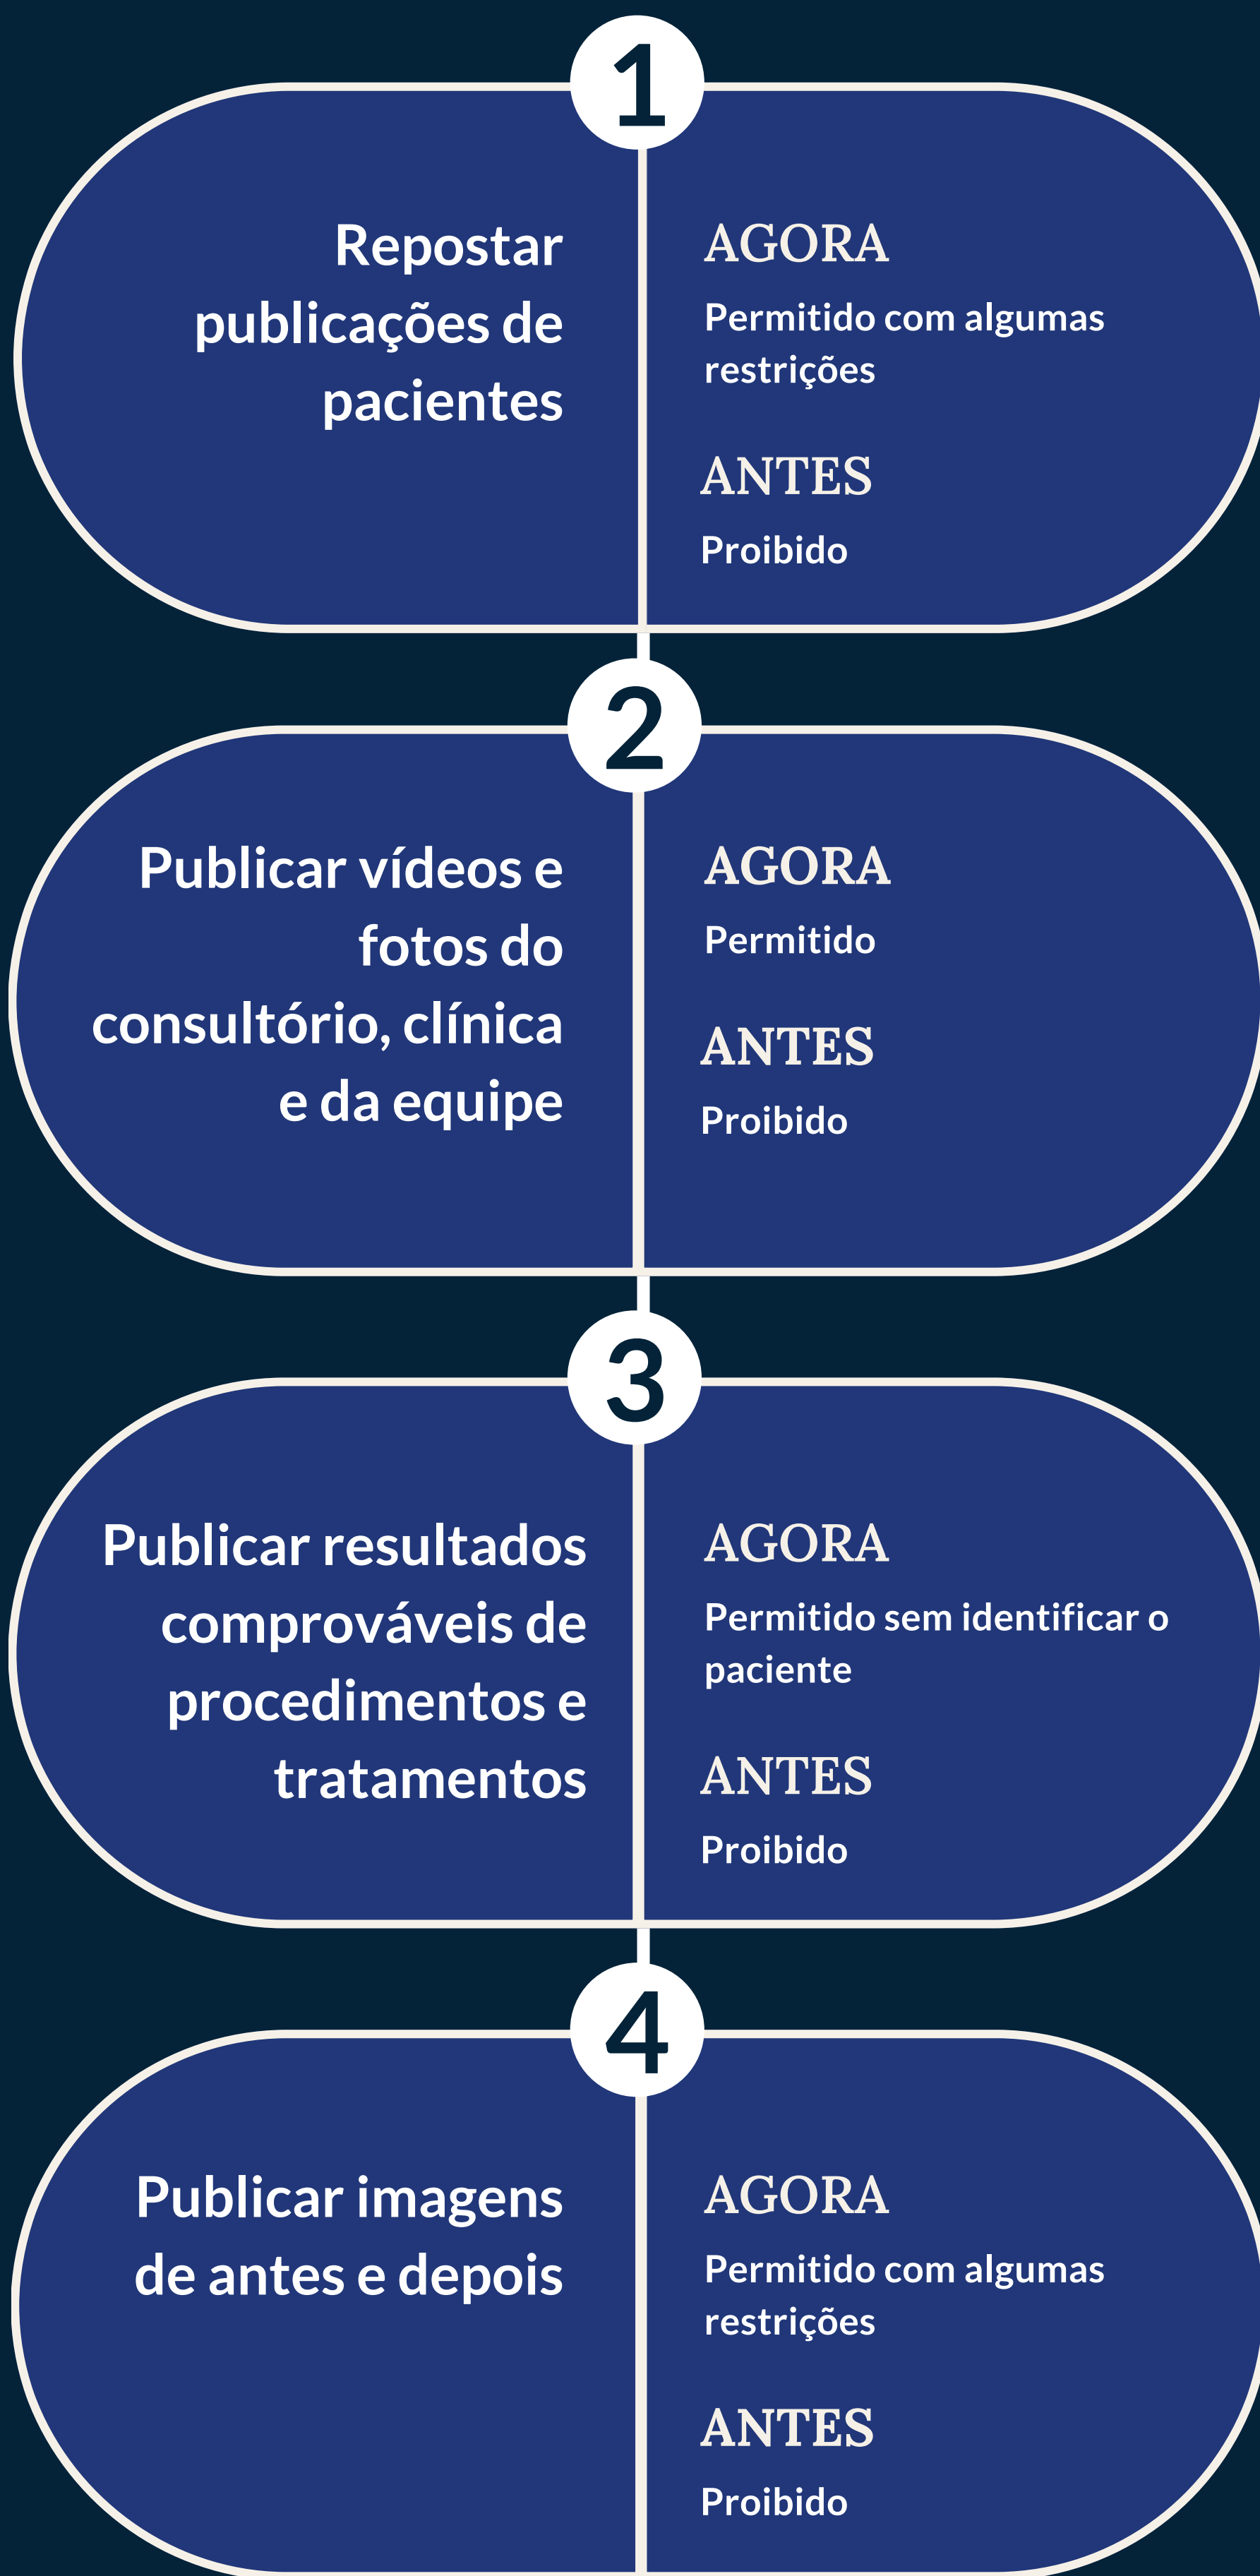 1
Repostar
publicações de
pacientes
AGORA
Permitido com algumas
restrições
ANTES
Proibido
2
Publicar vídeos e
fotos do
consultório, clínica
e da equipe
AGORA
Permitido
ANTES
Proibido
3
Publicar resultados
comprováveis de
procedimentos e
tratamentos
AGORA
Permitido sem identificar o
paciente
ANTES
Proibido
4
Publicar imagens
de antes e depois
AGORA
Permitido com algumas
restrições
ANTES
Proibido